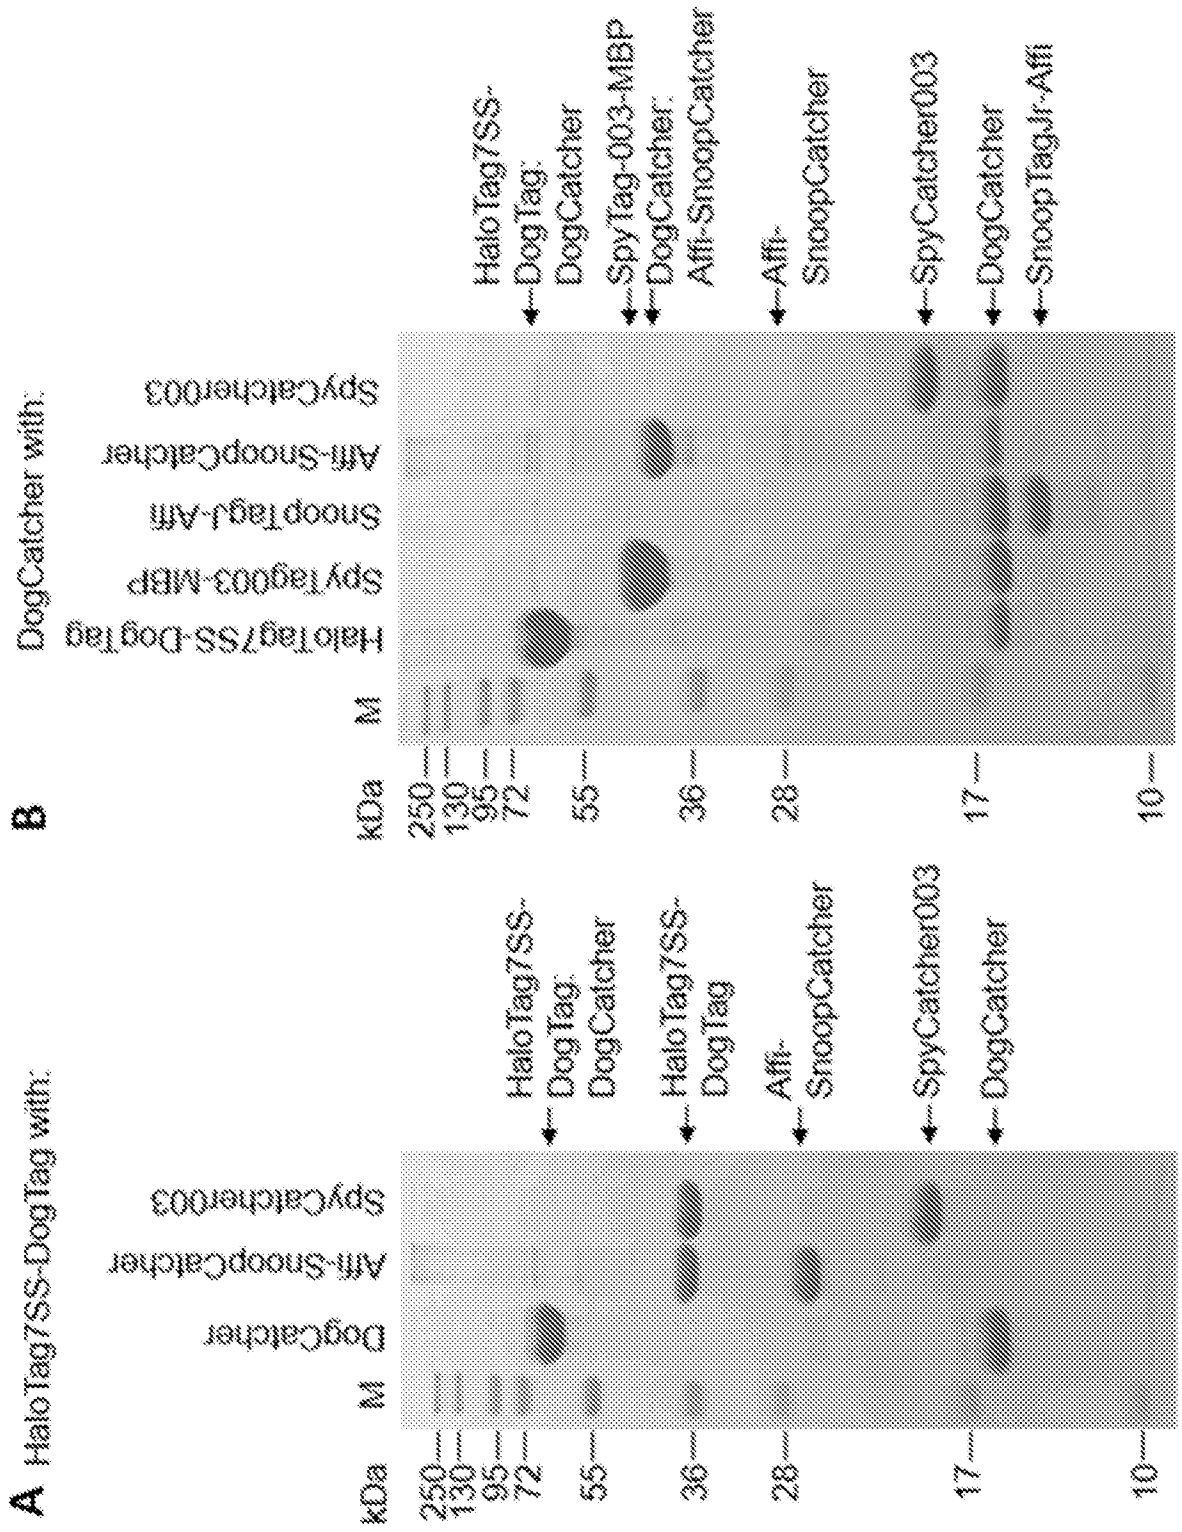 A HaloTag7SS-DogTag with:
kDa
M
DogCatcher
Affi-SnoopCatcher
SpyCatcher003
250
130
95
72
55
36
28
17
10
HaloTag7SS-
DogTag:
DogCatcher
HaloTag7SS-
DogTag
Affi-
SnoopCatcher
SpyCatcher003
DogCatcher
B DogCatcher with:
kDa
M
HaloTag7SS-DogTag
SpyTag003-MBP
SnoopTagJ-Affi
Affi-SnoopCatcher
SpyCatcher003
250
130
95
72
55
36
28
17
10
HaloTag7SS-
DogTag:
DogCatcher
SpyTag-003-MBP
DogCatcher:
Affi-SnoopCatcher
Affi-
SnoopCatcher
SpyCatcher003
DogCatcher
SnoopTagJr-Affi